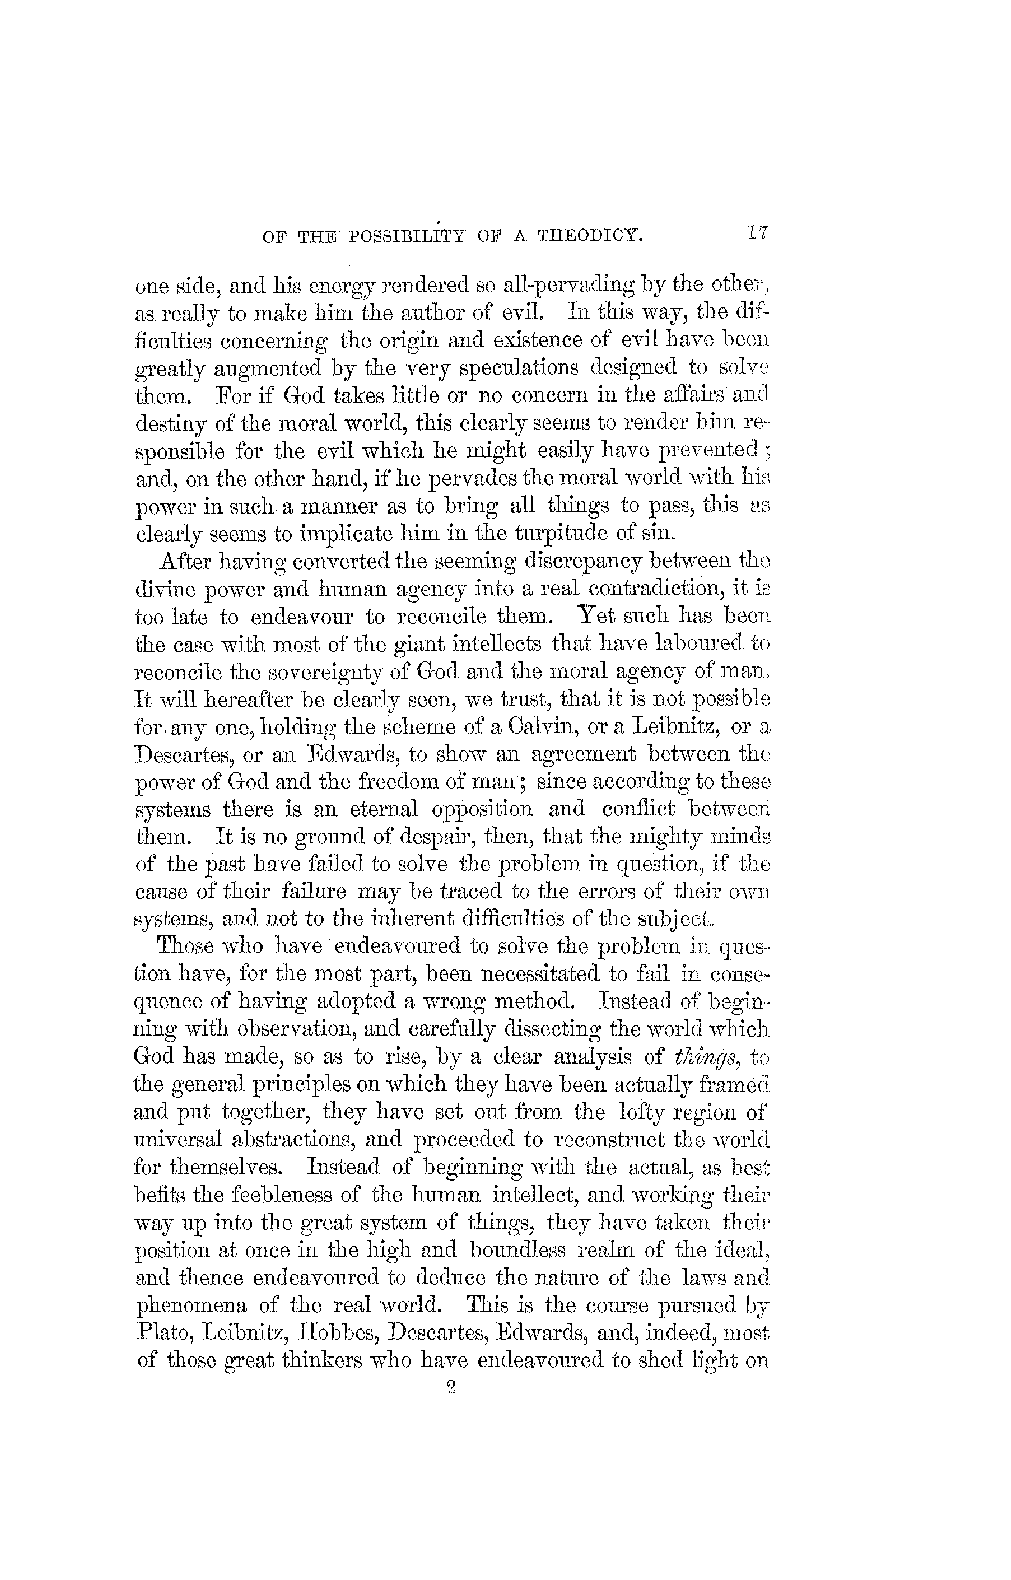 OF THE POSSIBILITY OF A THEODICY. 17
one side, and his energy rendered so all-pervading by the other,
as really to make him the author of evil. In this way, the dif-
ficulties concerning the origin and existence of evil have been
greatly augmented by the very speculations designed to solve
them. For if God takes little or no concern in the affairs and
destiny of the moral world, this clearly seems to render him re-
sponsible for the evil which he might easily have prevented;
and, on the other hand, if he pervades the moral world with his
power in such a manner as to bring all things to pass, this as
clearly seems to implicate him in the turpitude of sin.
After having converted the seeming discrepancy between the
divine power and human agency into a real contradiction, it is
too late to endeavour to reconcile them. Yet such has been
the case with most of the giant intellects that have laboured to
reconcile the sovereignty of God and the moral agency of man.
It will hereafter be clearly seen, we trust, that it is not possible
for any one, holding the scheme of a Calvin, or a Leibnitz, or a
Descartes, or an Edwards, to show an agreement between the
power of God and the freedom of man; since according to these
systems there is an eternal opposition and conflict between
them. It is no ground of despair, then, that the mighty minds
of the past have failed to solve the problem in question, if the
cause of their failure may be traced to the errors of their own
systems, and not to the inherent difficulties of the subject.
Those who have endeavoured to solve the problem in ques-
tion have, for the most part, been necessitated to fail in conse-
quence of having adopted a wrong method. Instead of begin-
ning with observation, and carefully dissecting the world which
God has made, so as to rise, by a clear analysis of things, to
the general principles on which they have been actually framed
and put together, they have set out from the lofty region of
universal abstractions, and proceeded to reconstruct the world
for themselves. Instead of beginning with the actual, as best
befits the feebleness of the human intellect, and working their
way up into the great system of things, they have taken their
position at once in the high and boundless realm of the ideal,
and thence endeavoured to deduce the nature of the laws and
phenomena of the real world. This is the course pursued by
Plato, Leibnitz, Hobbes, Descartes, Edwards, and, indeed, most
of those great thinkers who have endeavoured to shed light on
2